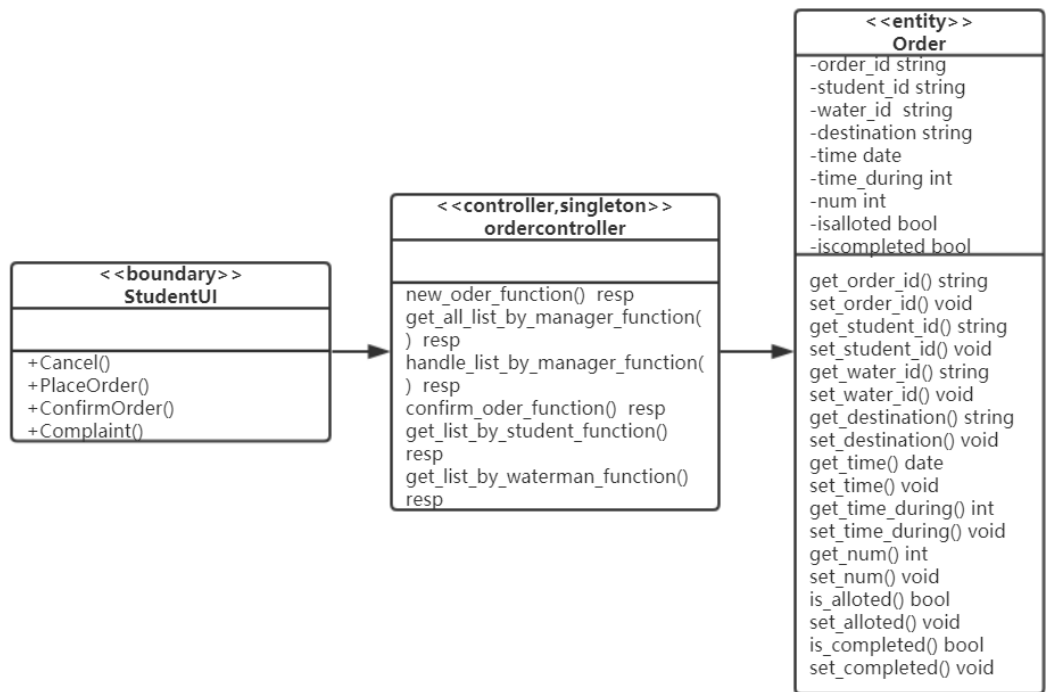 <<boundary>>
StudentUI
+Cancel()
+PlaceOrder()
+ConfirmOrder()
+Complaint()
<<controller,singleton>>
ordercontroller
new_oder_function()  resp
get_all_list_by_manager_function(
)  resp
handle_list_by_manager_function(
)  resp
confirm_oder_function()  resp
get_list_by_student_function()
resp
get_list_by_waterman_function()
resp
<<entity>>
Order
-order_id string
-student_id string
-water_id  string
-destination string
-time date
-time_during int
-num int
-isalloted bool
-iscompleted bool
get_order_id() string
set_order_id() void
get_student_id() string
set_student_id() void
get_water_id() string
set_water_id() void
get_destination() string
set_destination() void
get_time() date
set_time() void
get_time_during() int
set_time_during() void
get_num() int
set_num() void
is_alloted() bool
set_alloted() void
is_completed() bool
set_completed() void